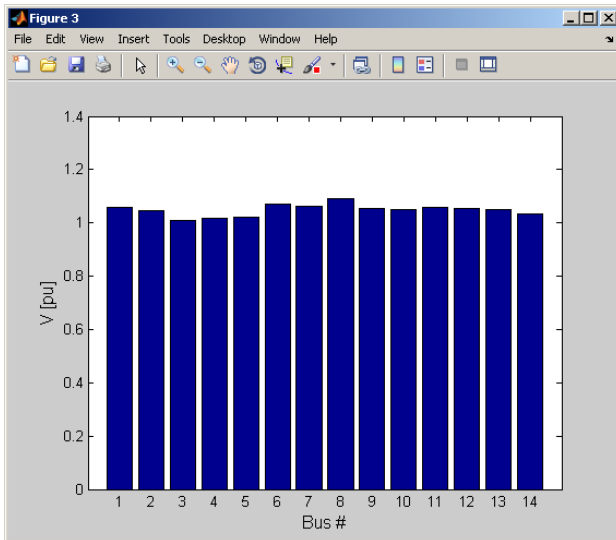 Figure 3
File Edit View Insert Tools Desktop Window Help
1.4
1.2
1
0.8
0.6
0.4
0.2
0
V [pu]
1 2 3 4 5 6 7 8 9 10 11 12 13 14
Bus #